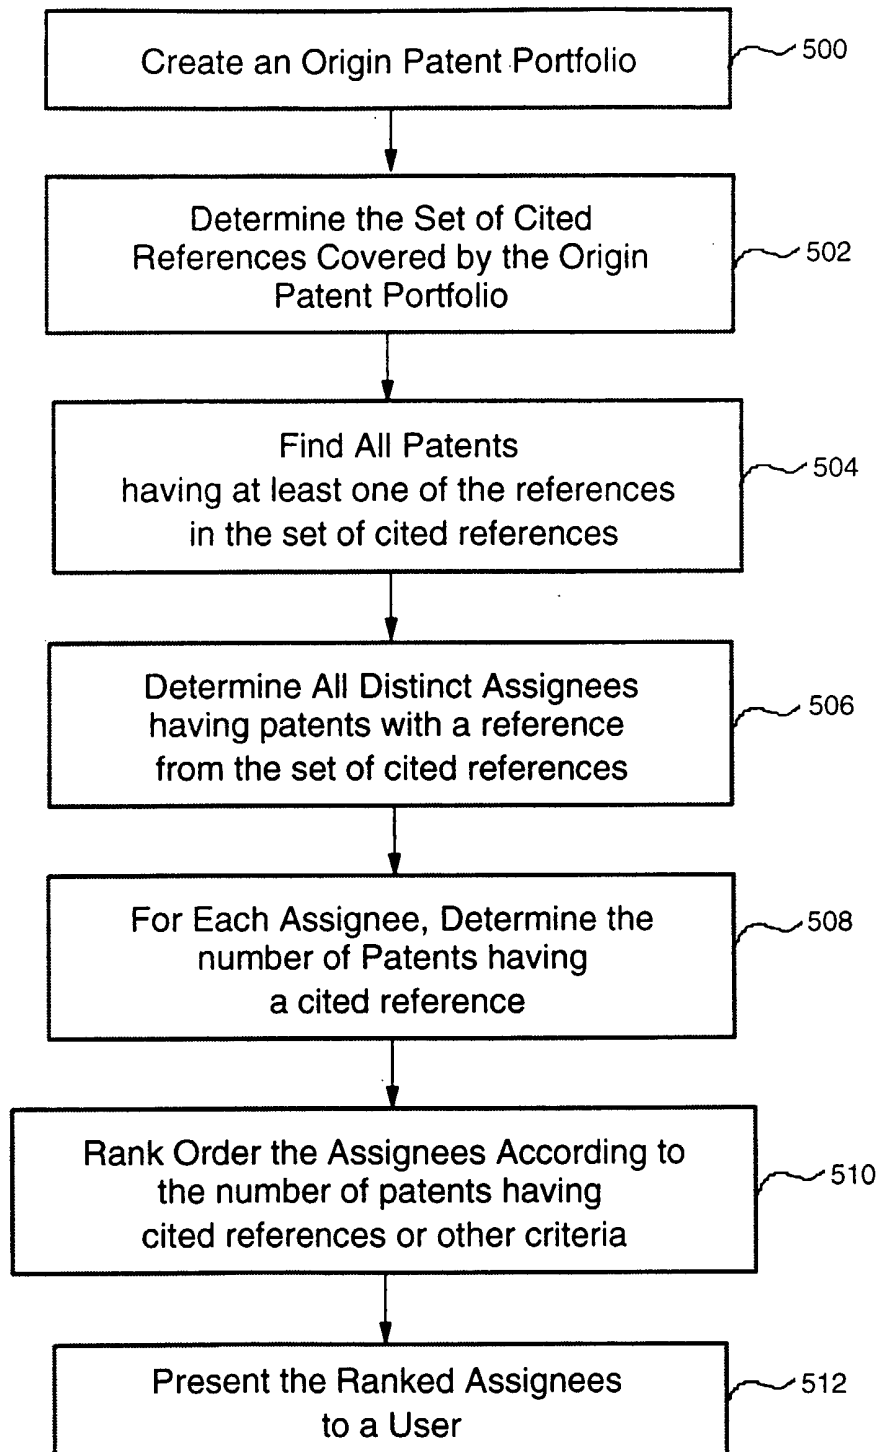 Create an Origin Patent Portfolio
500
Determine the Set of Cited
References Covered by the Origin
Patent Portfolio
502
Find All Patents
having at least one of the references
in the set of cited references
504
Determine All Distinct Assignees
having patents with a reference
from the set of cited references
506
For Each Assignee, Determine the
number of Patents having
a cited reference
508
Rank Order the Assignees According to
the number of patents having
cited references or other criteria
510
Present the Ranked Assignees
to a User
512